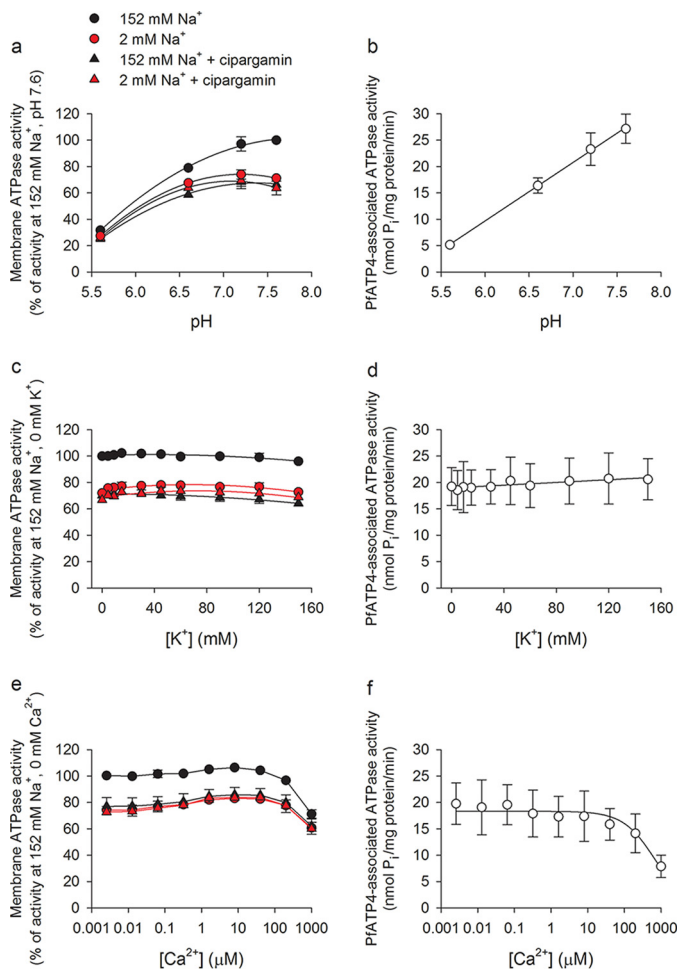 152 mM Na⁺
2 mM Na⁺
152 mM Na⁺ + cipargamin
2 mM Na⁺ + cipargamin
a
Membrane ATPase activity
(% of activity at 152 mM Na⁺, pH 7.6)
120
100
80
60
40
20
0
5.5 6.0 6.5 7.0 7.5 8.0
pH
b
PfATP4-associated ATPase activity
(nmol Pᵢ/mg protein/min)
30
25
20
15
10
5
0
5.5 6.0 6.5 7.0 7.5 8.0
pH
c
Membrane ATPase activity
(% of activity at 152 mM Na⁺, 0 mM K⁺)
120
100
80
60
40
20
0
0 40 80 120 160
[K⁺] (mM)
d
PfATP4-associated ATPase activity
(nmol Pᵢ/mg protein/min)
30
25
20
15
10
5
0
0 40 80 120 160
[K⁺] (mM)
e
Membrane ATPase activity
(% of activity at 152 mM Na⁺, 0 mM Ca²⁺)
120
100
80
60
40
20
0
0.001 0.01 0.1 1 10 100 1000
[Ca²⁺] (μM)
f
PfATP4-associated ATPase activity
(nmol Pᵢ/mg protein/min)
30
25
20
15
10
5
0
0.001 0.01 0.1 1 10 100 1000
[Ca²⁺] (μM)